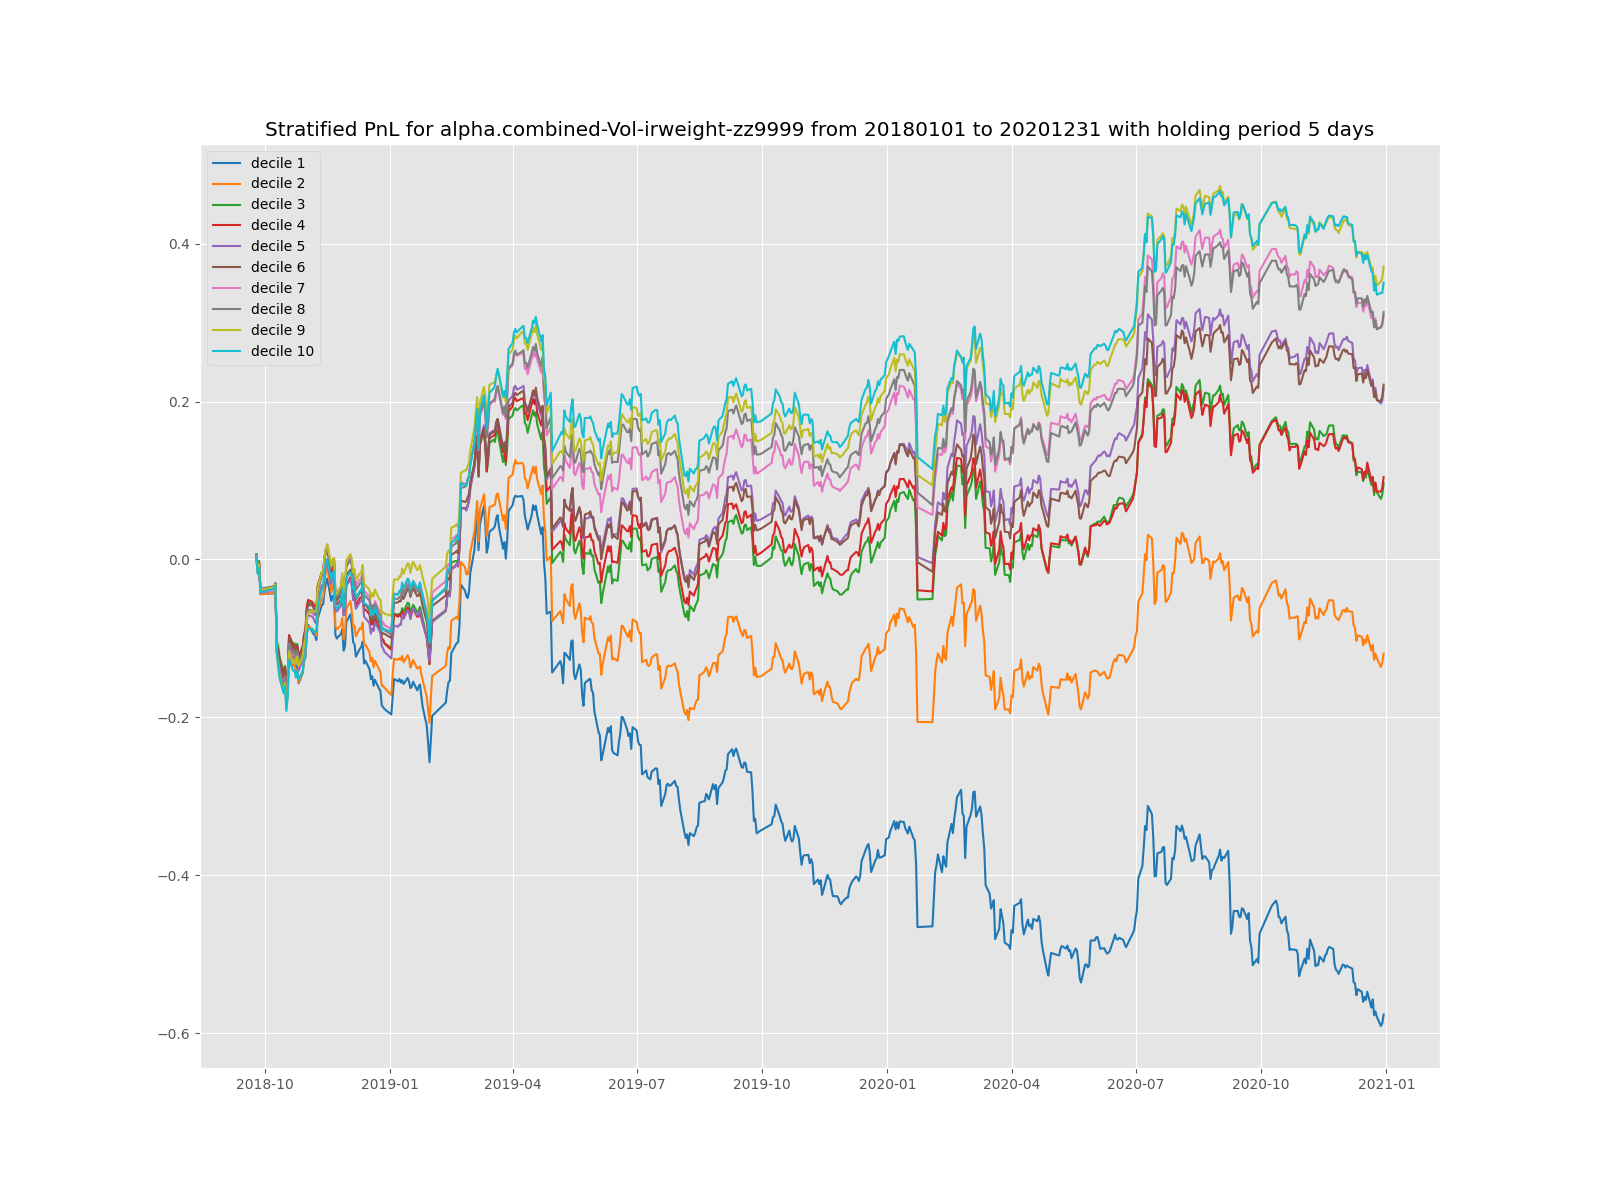 Stratified PnL for alpha.combined-Vol-irweight-zz9999 from 20180101 to 20201231 with holding period 5 days
decile 1
decile 2
decile 3
decile 4
decile 5
decile 6
decile 7
decile 8
decile 9
decile 10
0.4
0.2
0.0
−0.2
−0.4
−0.6
2018-10 2019-01 2019-04 2019-07 2019-10 2020-01 2020-04 2020-07 2020-10 2021-01